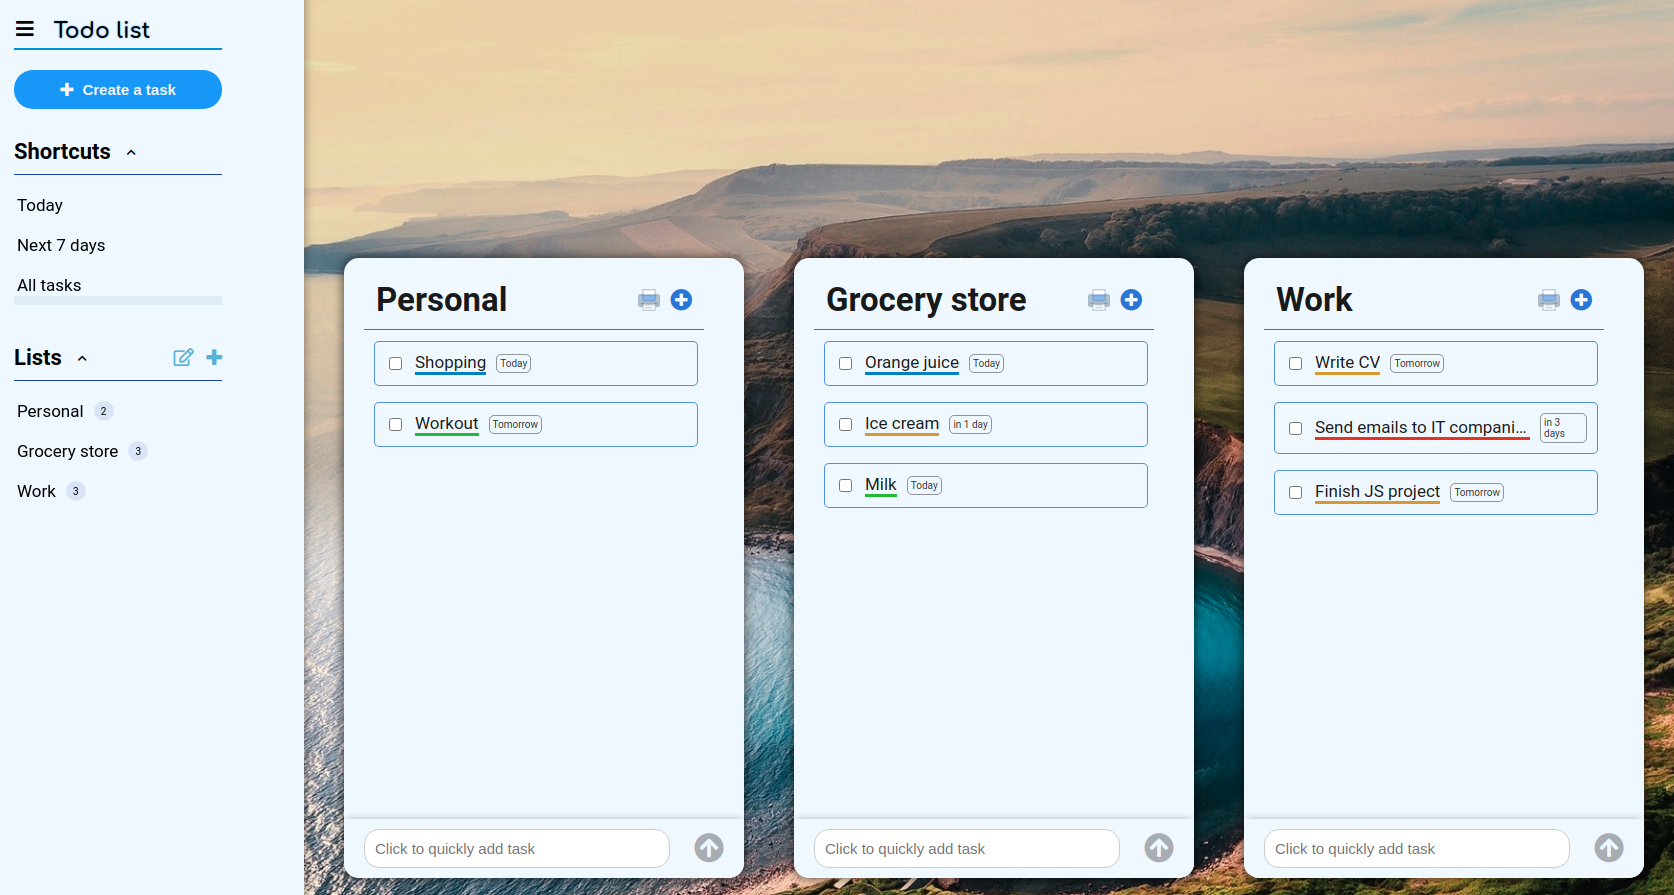 Todo list
Create a task
Shortcuts
Today
Next 7 days
All tasks
Lists
Personal 2
Grocery store 3
Work 3
Personal
Shopping Today
Workout Tomorrow
Click to quickly add task
Grocery store
Orange juice Today
Ice cream in 1 day
Milk Today
Click to quickly add task
Work
Write CV Tomorrow
Send emails to IT compani... in 3
days
Finish JS project Tomorrow
Click to quickly add task